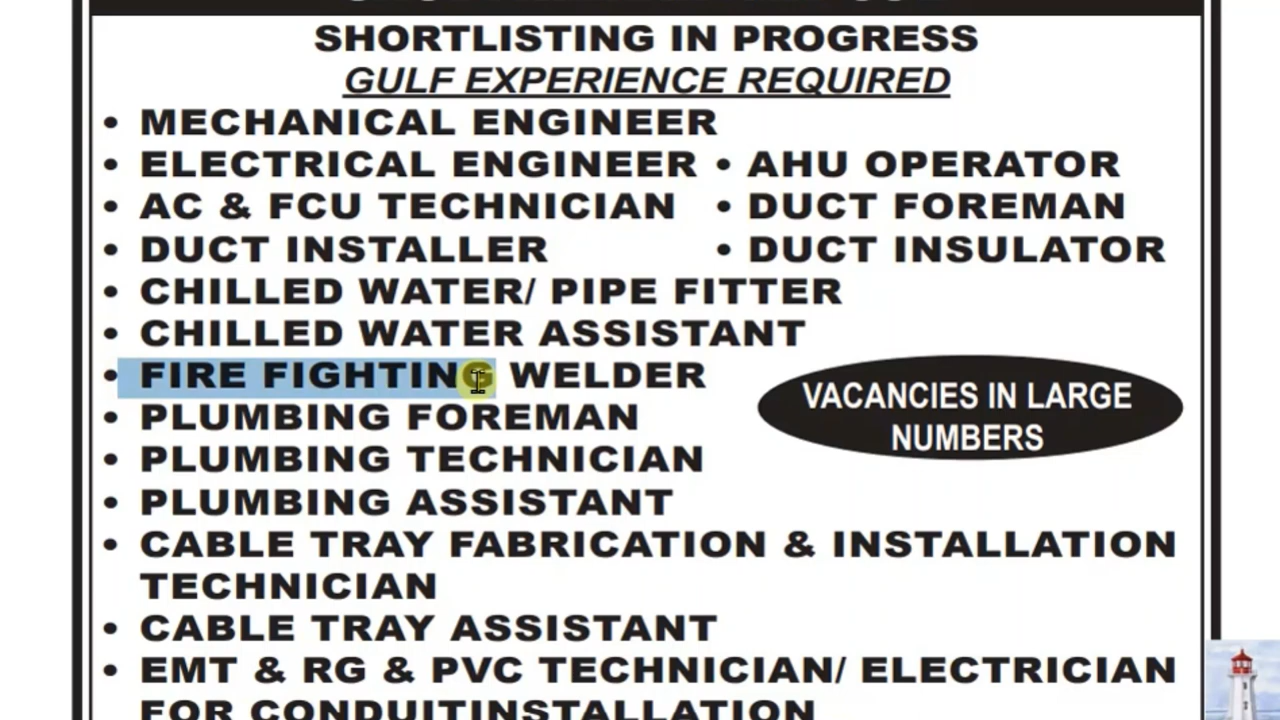 SHORTLISTING IN PROGRESS
GULF EXPERIENCE REQUIRED
• MECHANICAL ENGINEER
• ELECTRICAL ENGINEER • AHU OPERATOR
• AC & FCU TECHNICIAN • DUCT FOREMAN
• DUCT INSTALLER • DUCT INSULATOR
• CHILLED WATER/ PIPE FITTER
• CHILLED WATER ASSISTANT
• FIRE FIGHTING WELDER
VACANCIES IN LARGE
NUMBERS
• PLUMBING FOREMAN
• PLUMBING TECHNICIAN
• PLUMBING ASSISTANT
• CABLE TRAY FABRICATION & INSTALLATION
TECHNICIAN
• CABLE TRAY ASSISTANT
• EMT & RG & PVC TECHNICIAN/ ELECTRICIAN
FOR CONDUITINSTALLATION